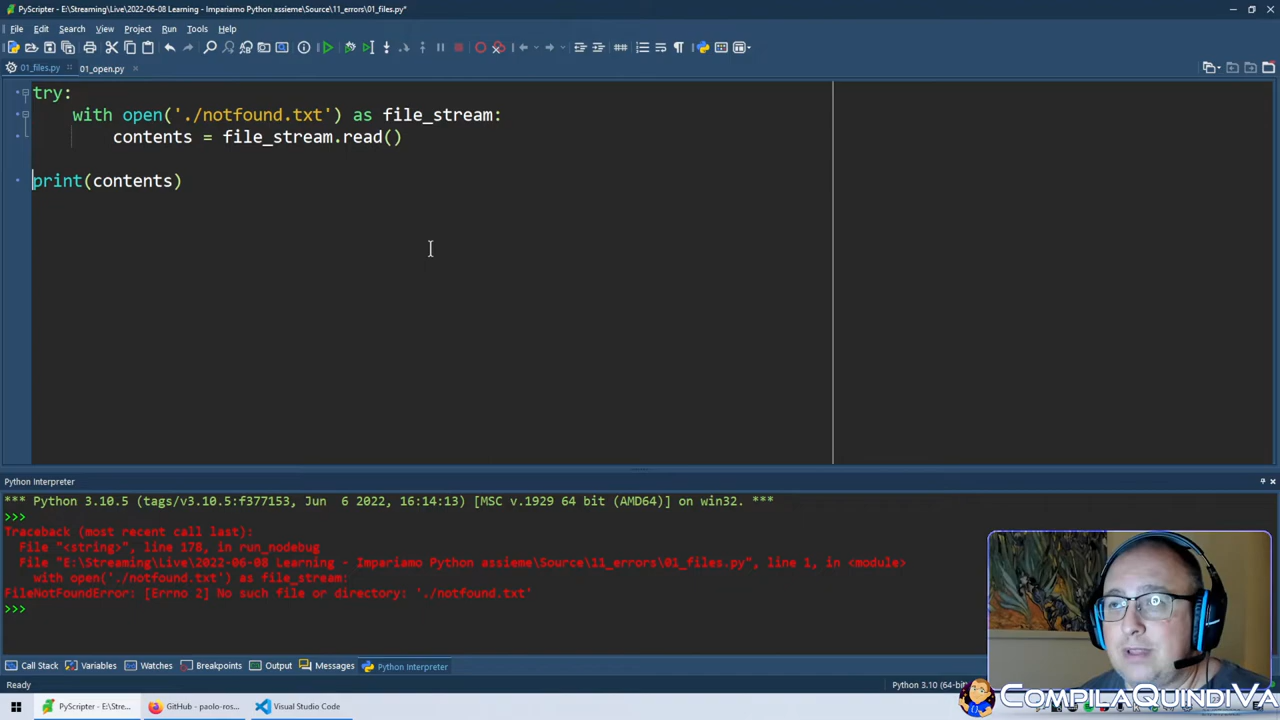 PyScripter - E:\Streaming\Live\2022-06-08 Learning - Impariamo Python assieme\Source\11_errors\01_files.py*
File Edit Search View Project Run Tools Help
01_files.py 01_open.py
try:
with open('./notfound.txt') as file_stream:
contents = file_stream.read()
print(contents)
Python Interpreter
*** Python 3.10.5 (tags/v3.10.5:f377153, Jun 6 2022, 16:14:13) [MSC v.1929 64 bit (AMD64)] on win32. ***
>>>
Traceback (most recent call last):
File "<string>", line 178, in run_nodebug
File "E:\Streaming\Live\2022-06-08 Learning - Impariamo Python assieme\Source\11_errors\01_files.py", line 1, in <module>
with open('./notfound.txt') as file_stream:
FileNotFoundError: [Errno 2] No such file or directory: './notfound.txt'
>>>
Call Stack Variables Watches Breakpoints Output Messages Python Interpreter
Ready Python 3.10 (64-bit)
PyScripter - E:\Stre... GitHub - paolo-ros... Visual Studio Code
CompilaQuindiVa